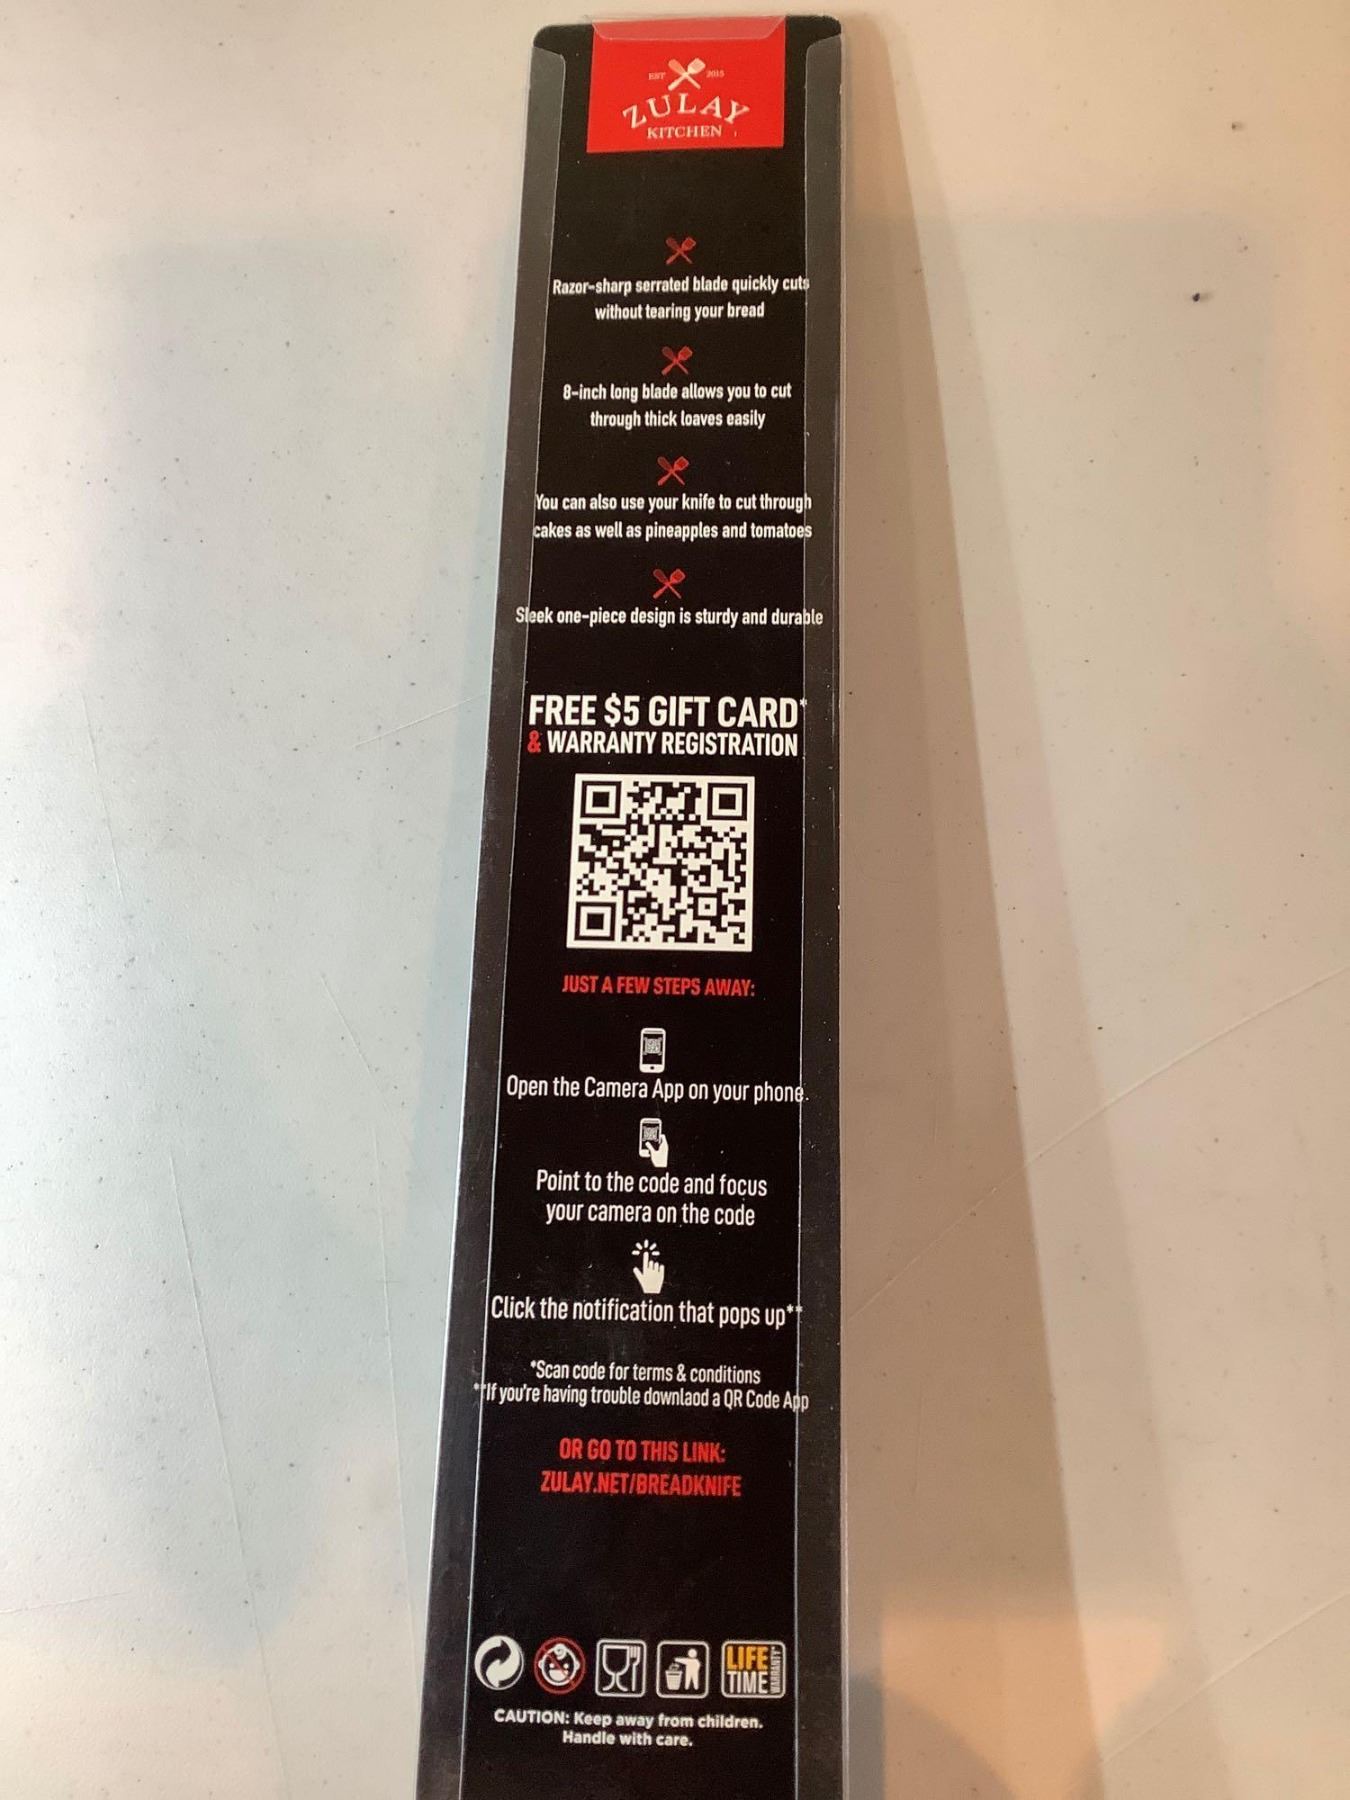 EST 2015
ZULAY
KITCHEN
Razor-sharp serrated blade quickly cuts
without tearing your bread
8-inch long blade allows you to cut
through thick loaves easily
You can also use your knife to cut through
cakes as well as pineapples and tomatoes
Sleek one-piece design is sturdy and durable
FREE $5 GIFT CARD*
& WARRANTY REGISTRATION
JUST A FEW STEPS AWAY:
Open the Camera App on your phone.
Point to the code and focus
your camera on the code
Click the notification that pops up**
*Scan code for terms & conditions
**If you're having trouble downlaod a QR Code App
OR GO TO THIS LINK:
ZULAY.NET/BREADKNIFE
LIFE
TIME
WARRANTY*
CAUTION: Keep away from children.
Handle with care.